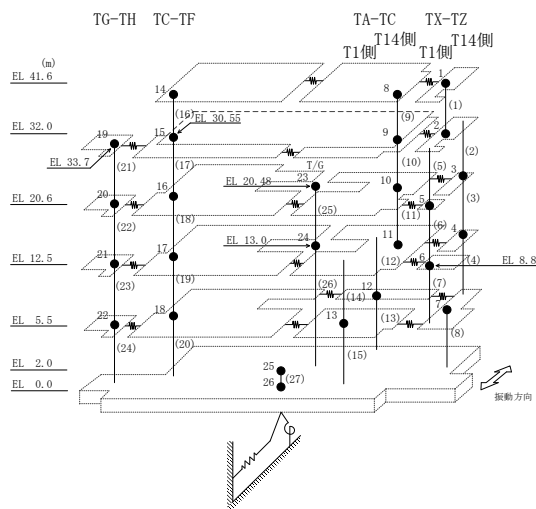 TG-TH TC-TF TA-TC TX-TZ
T14側 T14側
T1側 T1側
(m)
EL 41.6
14 8 1
(9) (1)
(16) EL 30.55
EL 32.0
19 15 9 2
EL 33.7 (21) (10) (2)
T/G
(17) (5) 3
EL 20.48 23 10
EL 20.6
20 16 (3)
(18) (25) (11) 5
(22)
EL 13.0 24 (6) 4
11
EL 12.5
21 17 (12) 6 (4) EL 8.8
(23) (19) (26) (14) 12 (7)
EL 5.5
22 18 13 (13) 7
(24) (20) (15) (8)
EL 2.0
25
EL 0.0
26 (27)
振動方向